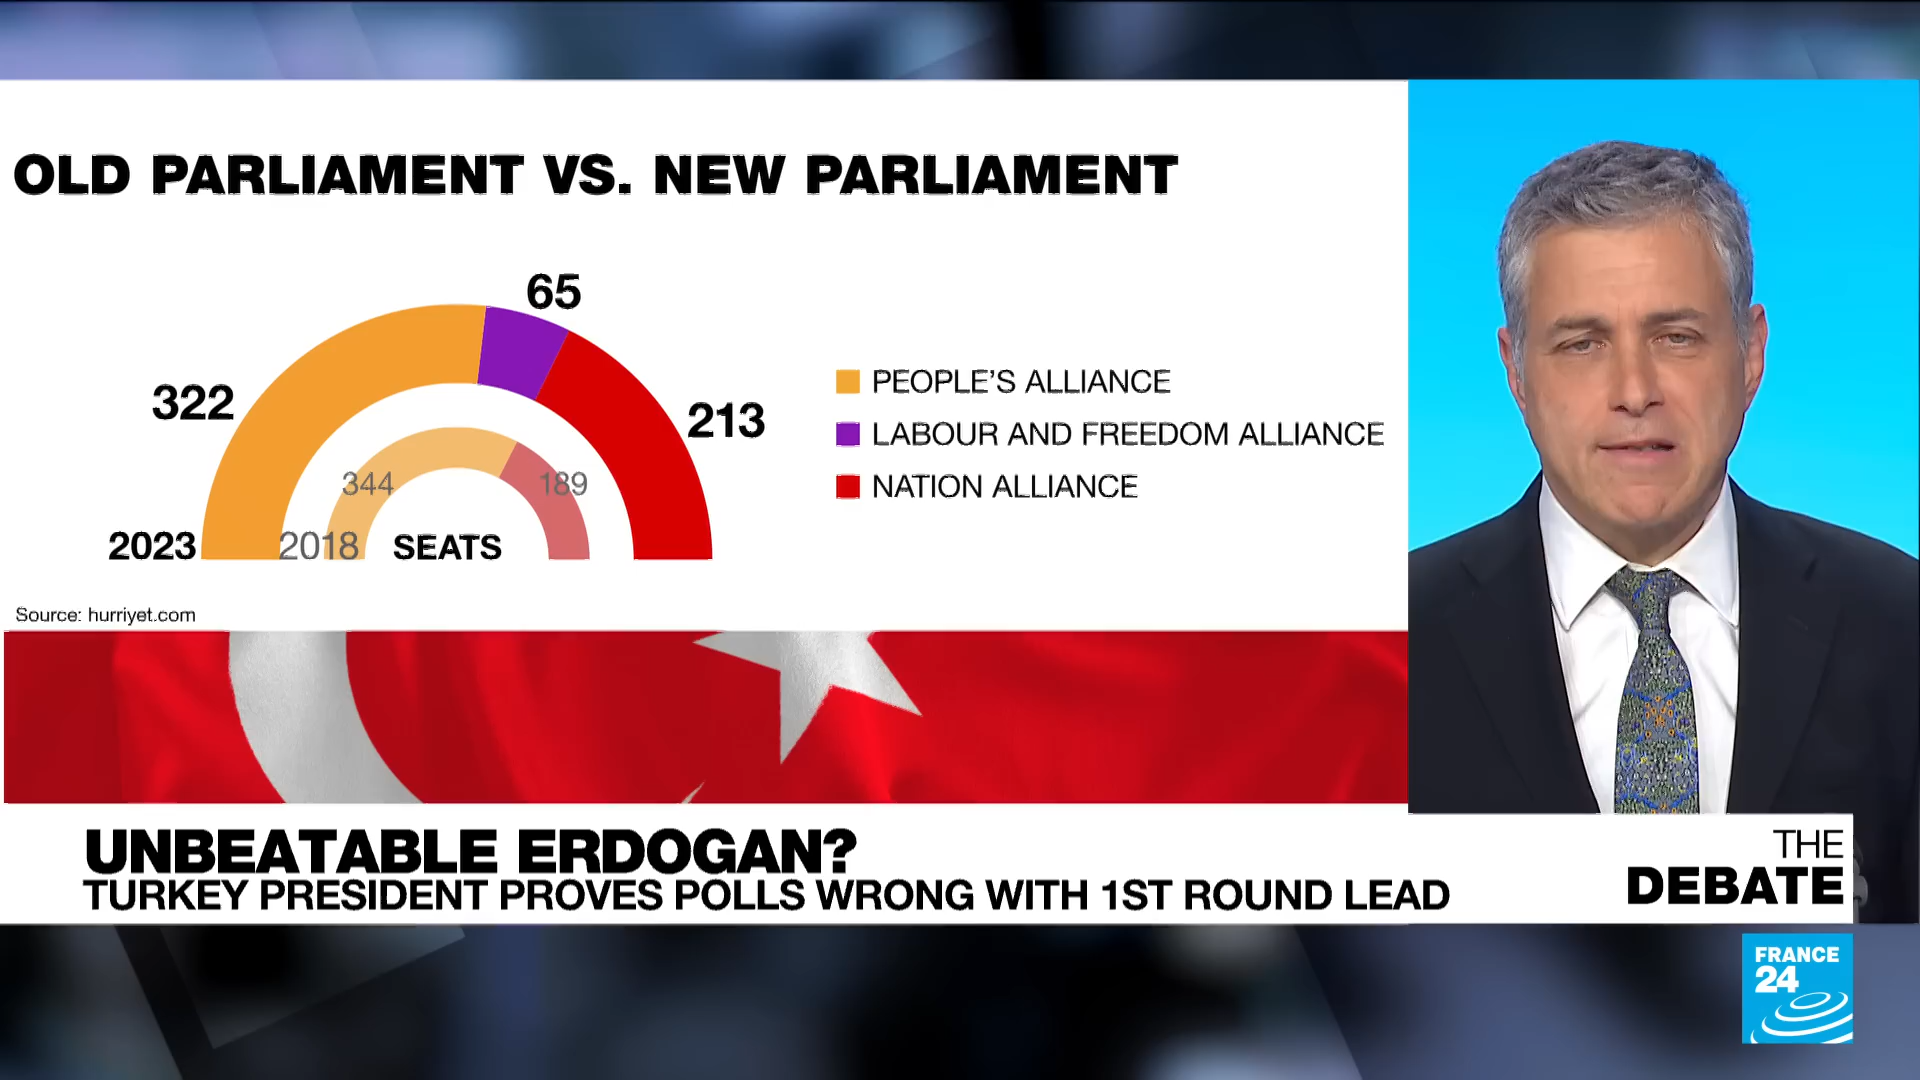 OLD PARLIAMENT VS. NEW PARLIAMENT
65
322
213
344
189
2023
2018
SEATS
PEOPLE'S ALLIANCE
LABOUR AND FREEDOM ALLIANCE
NATION ALLIANCE
Source: hurriyet.com
UNBEATABLE ERDOGAN?
TURKEY PRESIDENT PROVES POLLS WRONG WITH 1ST ROUND LEAD
THE
DEBATE
FRANCE
24